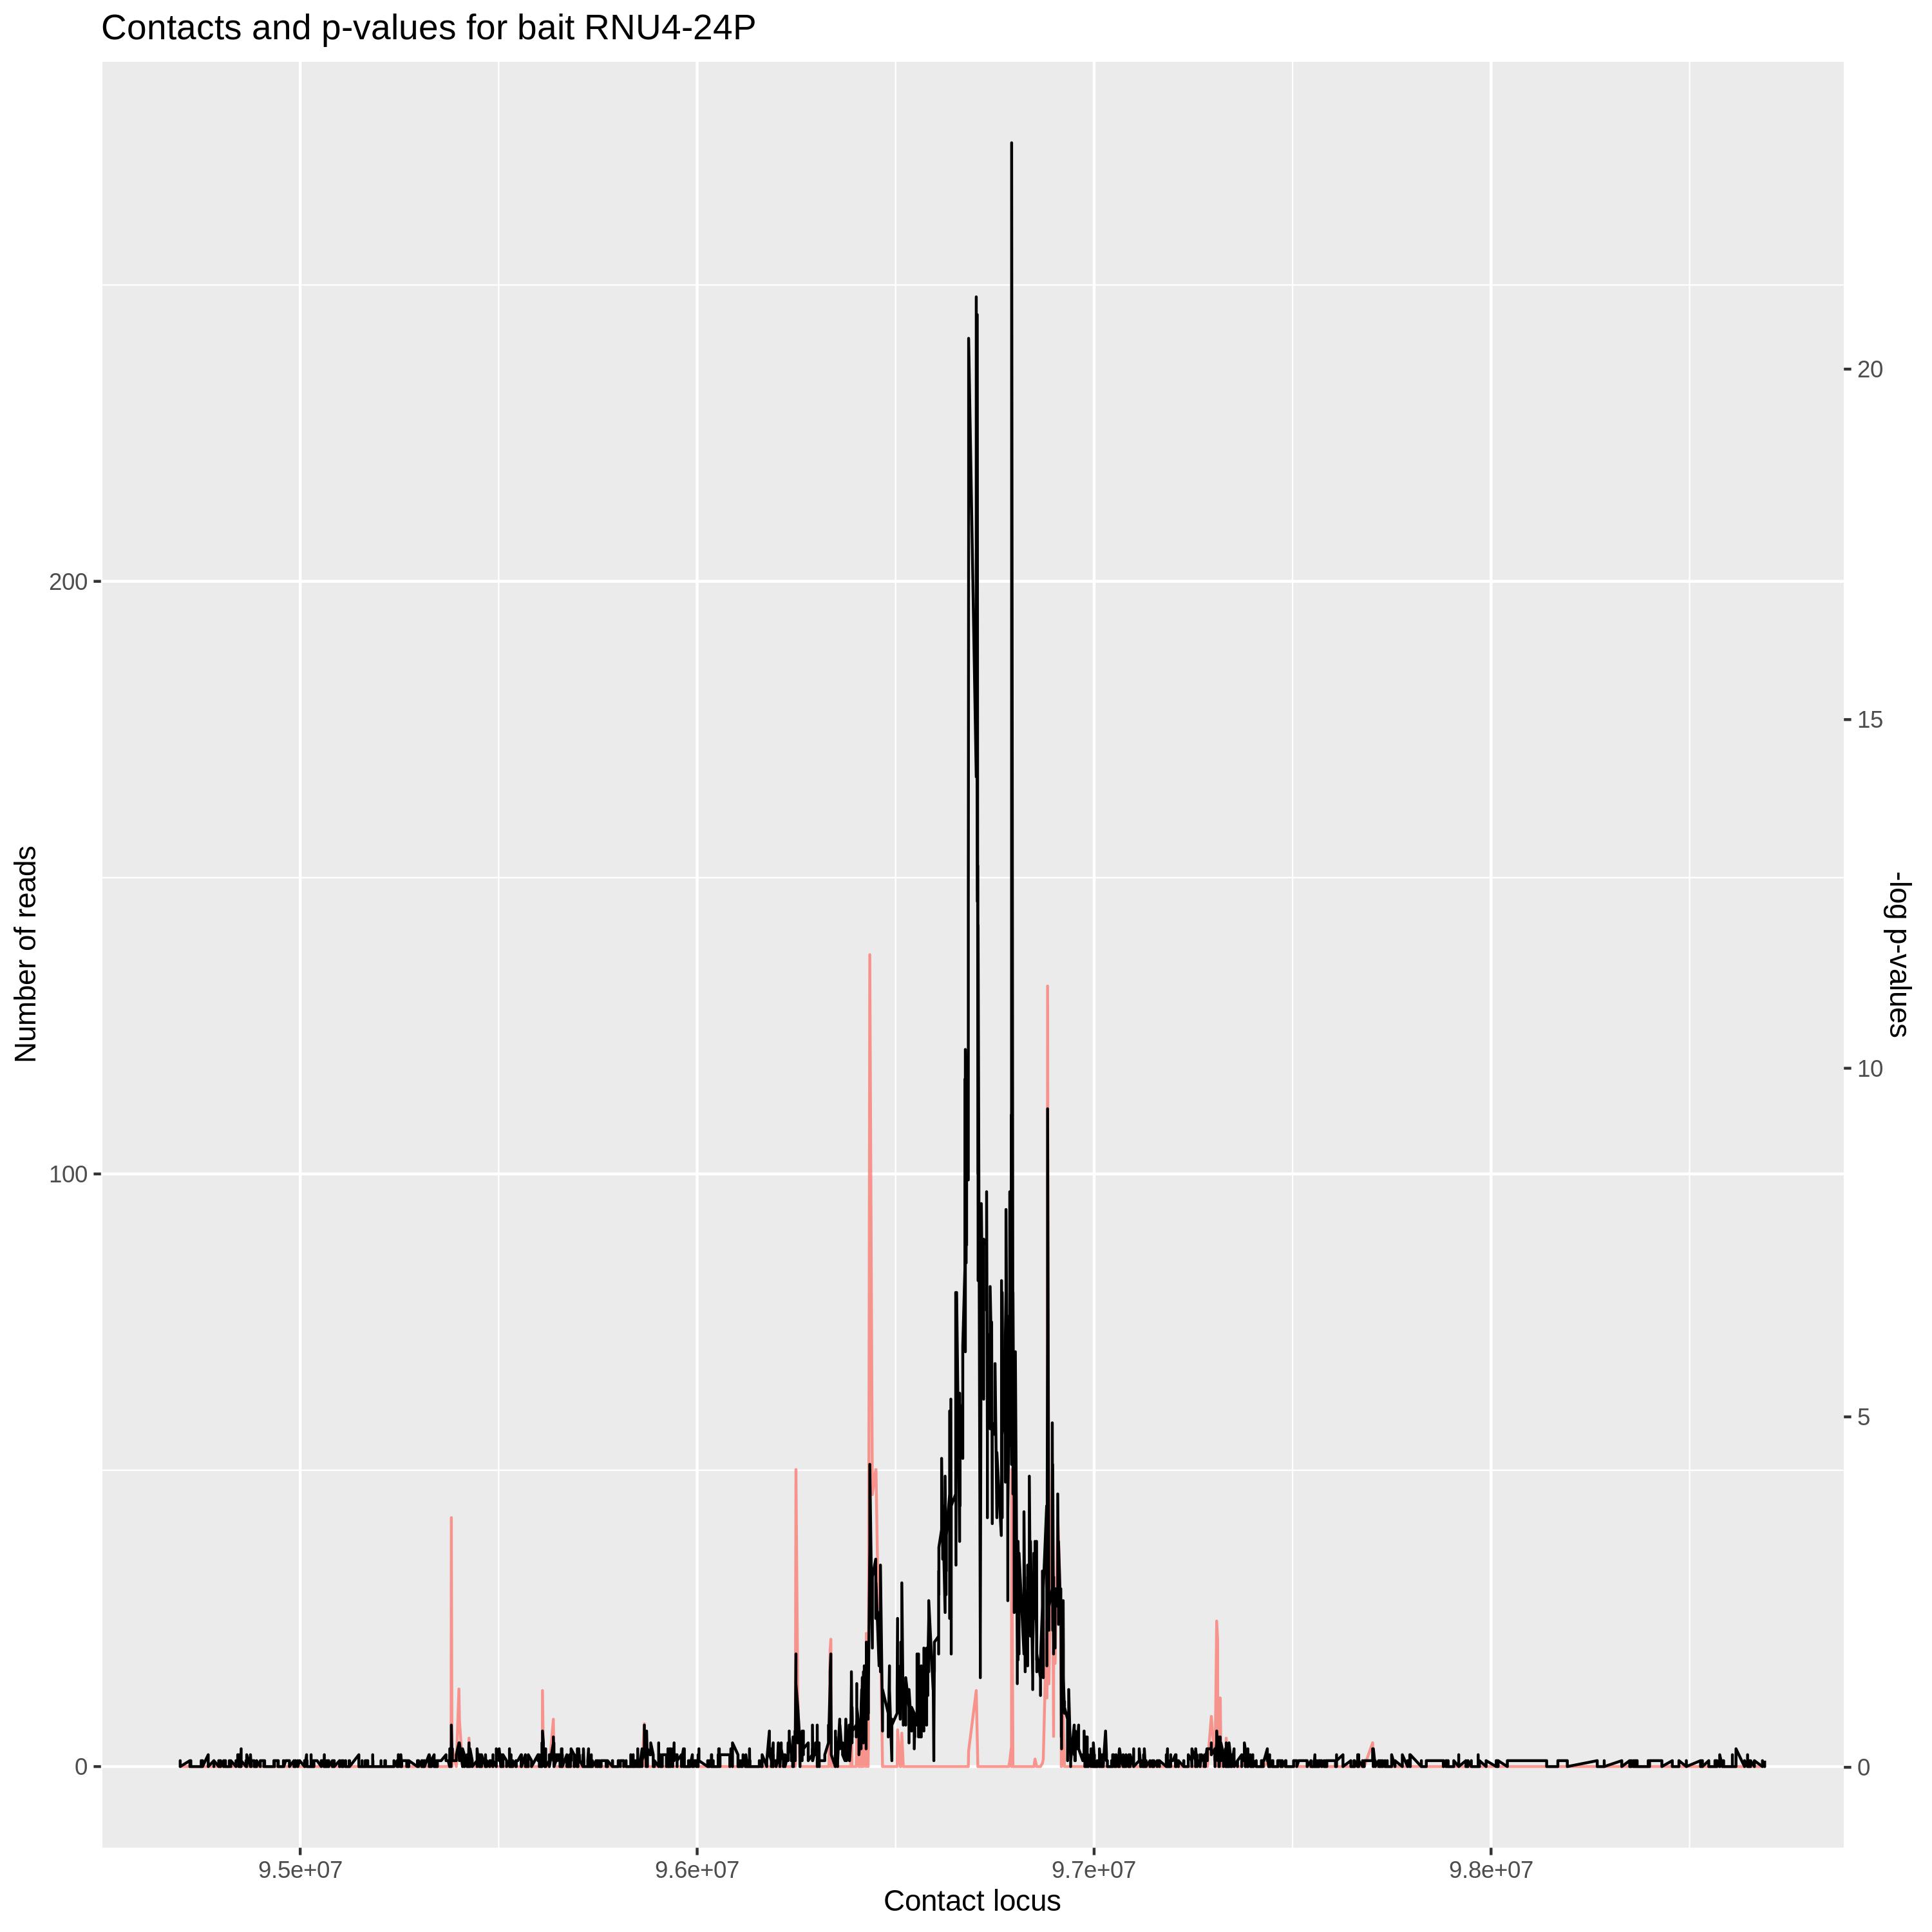 Contacts and p-values for bait RNU4-24P
200
100
0
Number of reads
20
15
10
5
0
-log p-values
9.5e+07 9.6e+07 9.7e+07 9.8e+07
Contact locus